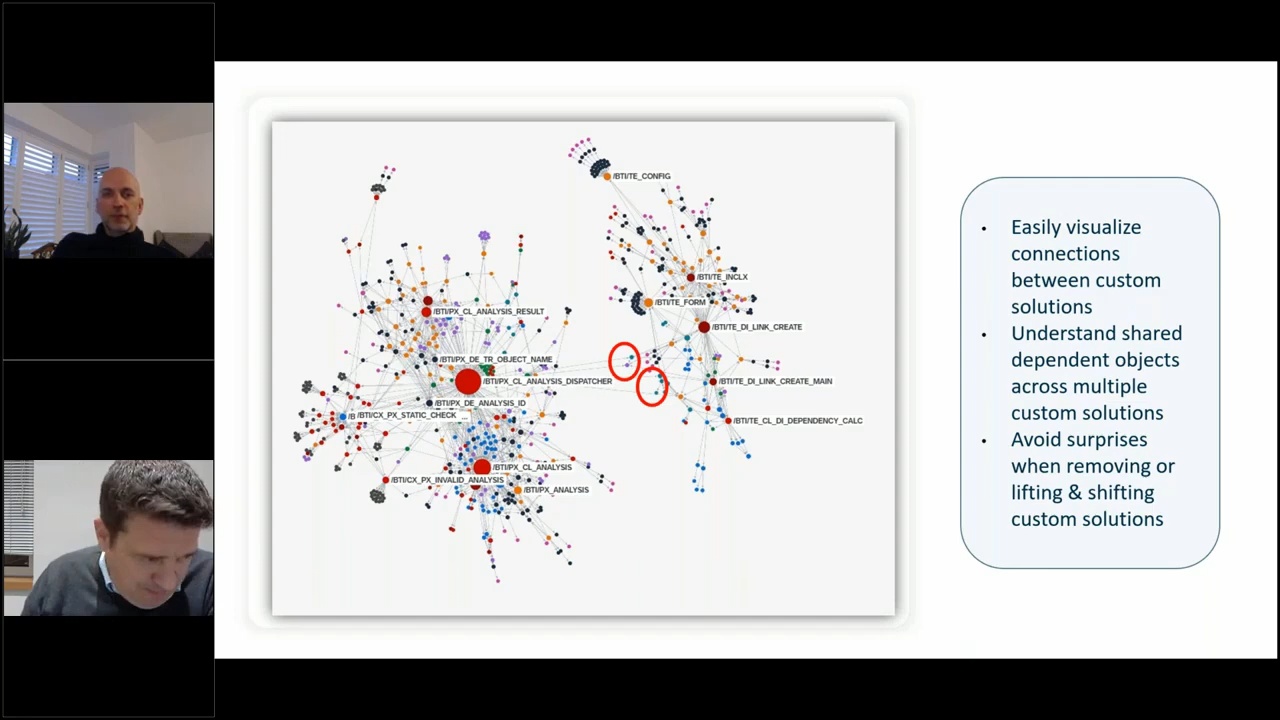 /BTI/TE_CONFIG
/BTI/TE_INCLX
/BTI/TE_FORM
/BTI/PX_CL_ANALYSIS_RESULT
/BTI/TE_DI_LINK_CREATE
/BTI/PX_DE_TR_OBJECT_NAME
/BTI/PX_CL_ANALYSIS_DISPATCHER
/BTI/TE_DI_LINK_CREATE_MAIN
/BTI/PX_DE_ANALYSIS_ID
/BTI/CX_PX_STATIC_CHECK ...
/BTI/TE_CL_DI_DEPENDENCY_CALC
/BTI/PX_CL_ANALYSIS
/BTI/CX_PX_INVALID_ANALYSIS
/BTI/PX_ANALYSIS
• Easily visualize
connections
between custom
solutions
• Understand shared
dependent objects
across multiple
custom solutions
• Avoid surprises
when removing or
lifting & shifting
custom solutions